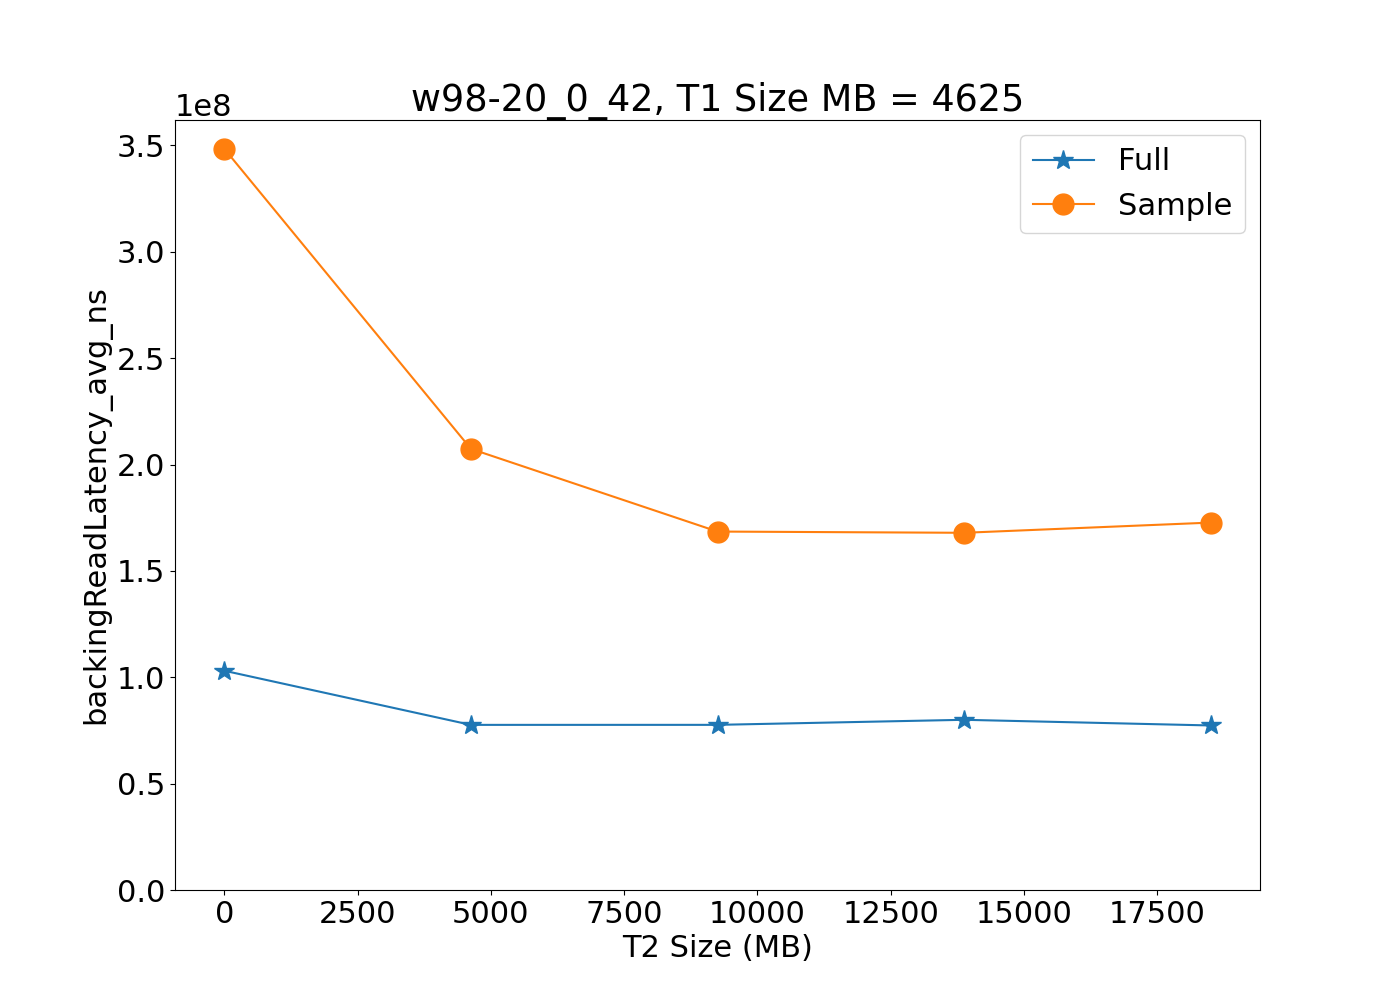 w98-20_0_42, T1 Size MB = 4625
1e8
3.5
3.0
2.5
2.0
1.5
1.0
0.5
0.0
backingReadLatency_avg_ns
Full
Sample
0 2500 5000 7500 10000 12500 15000 17500
T2 Size (MB)